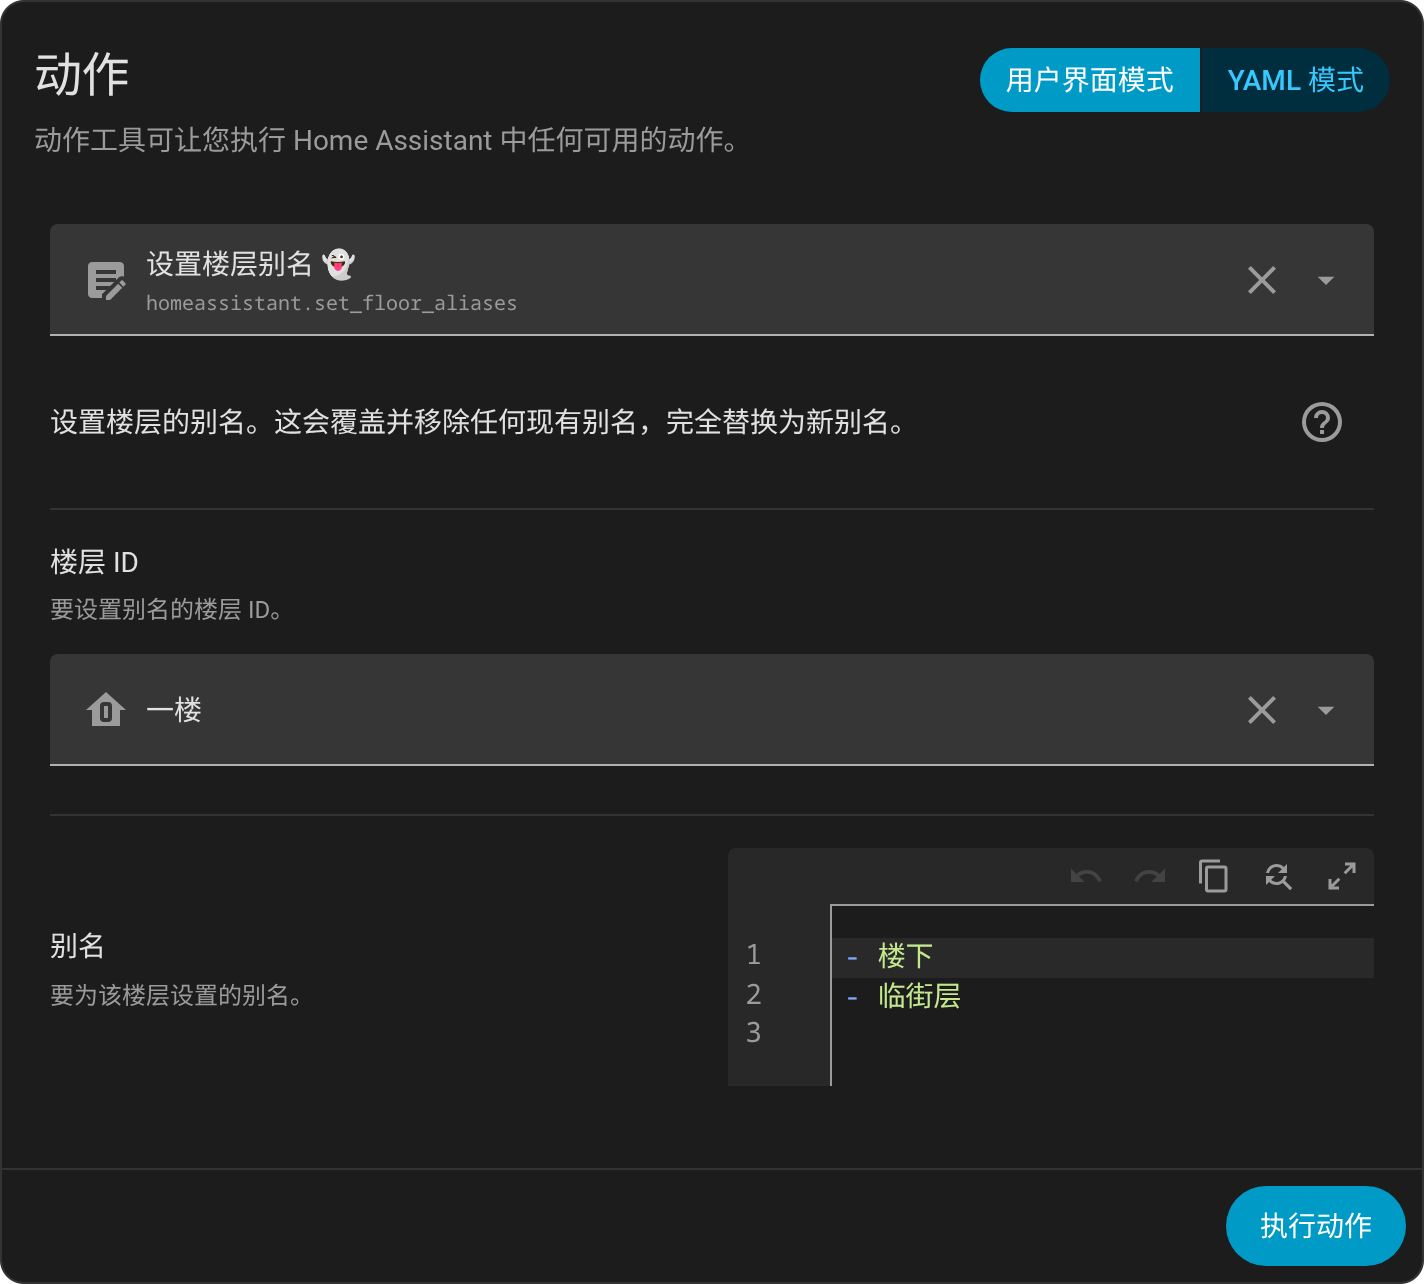 动作
用户界面模式
YAML 模式
动作工具可让您执行 Home Assistant 中任何可用的动作。
设置楼层别名 👻
homeassistant.set_floor_aliases
设置楼层的别名。这会覆盖并移除任何现有别名，完全替换为新别名。
楼层 ID
要设置别名的楼层 ID。
0
一楼
别名
要为该楼层设置的别名。
1 - 楼下
2 - 临街层
3
执行动作